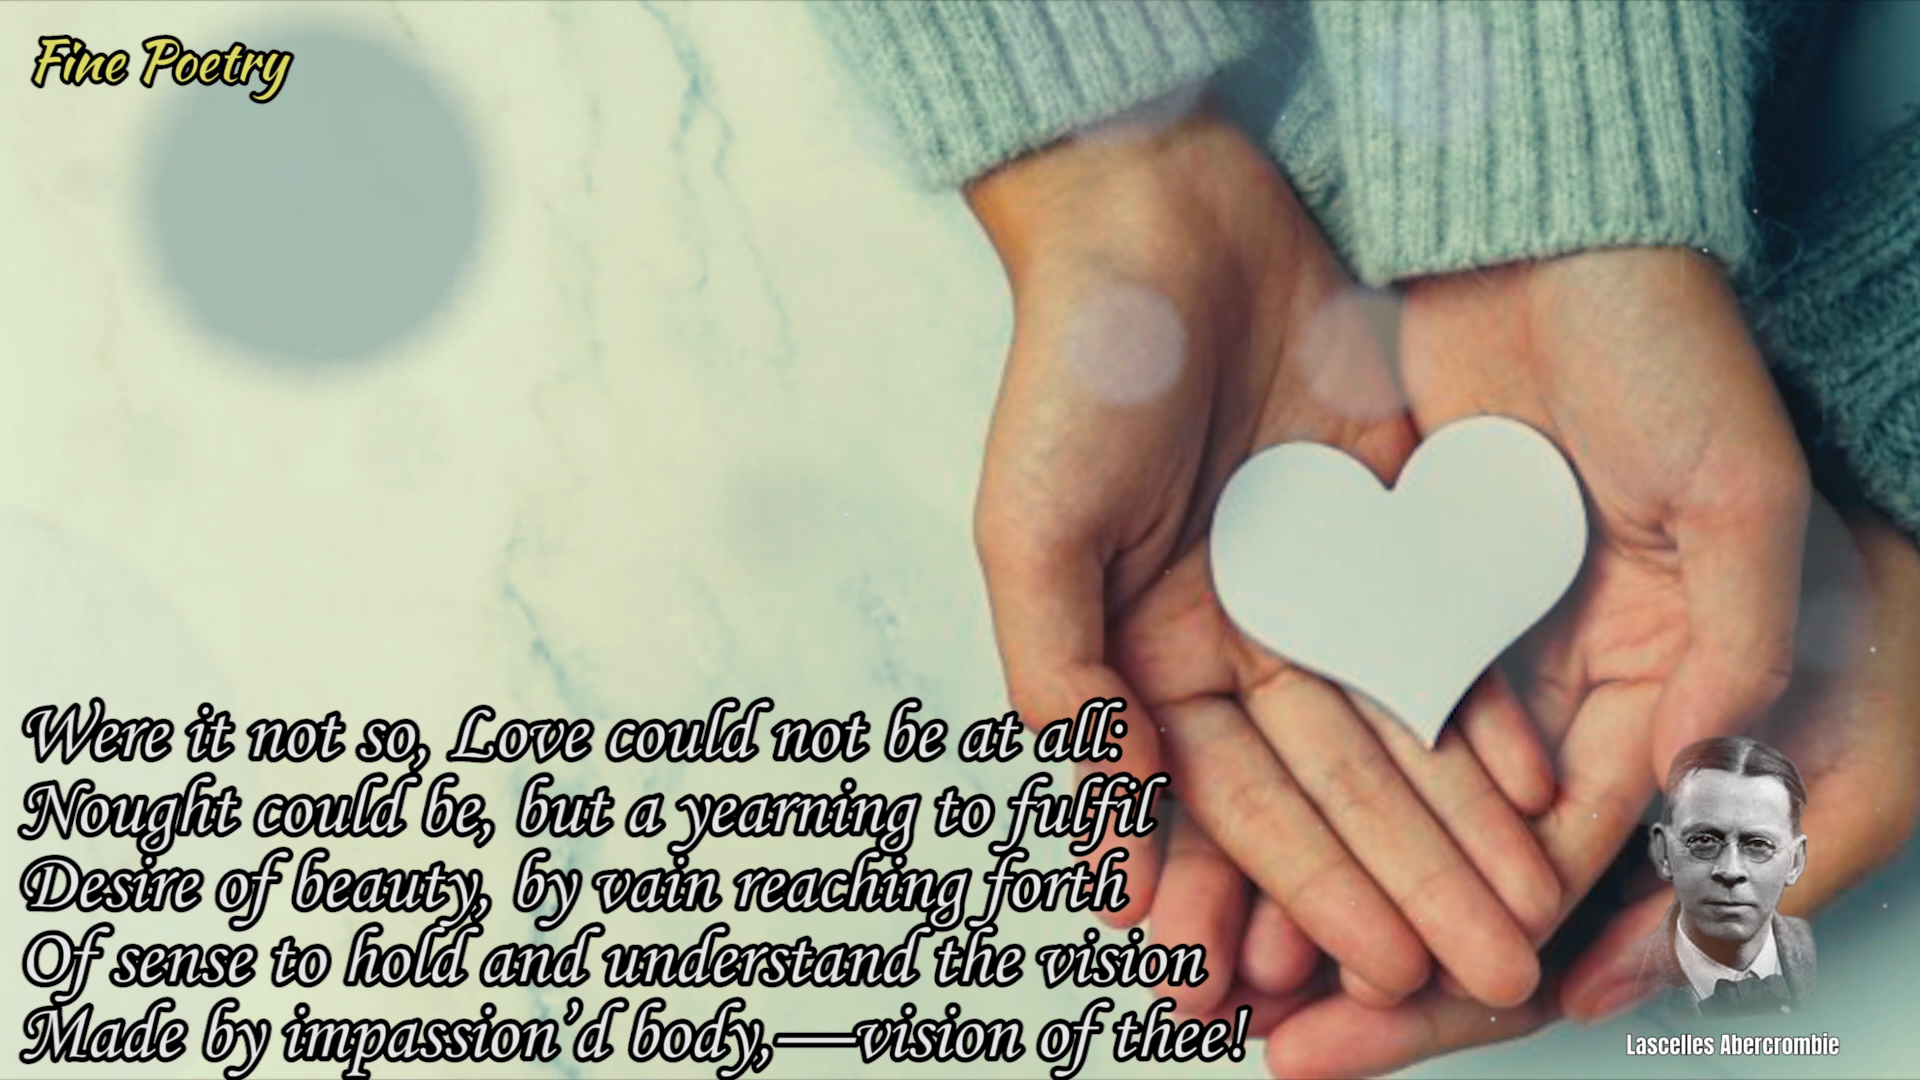 Fine Poetry
Were it not so, Love could not be at all:
Nought could be, but a yearning to fulfil
Desire of beauty, by vain reaching forth
Of sense to hold and understand the vision
Made by impassion’d body,—vision of thee!
Lascelles Abercrombie